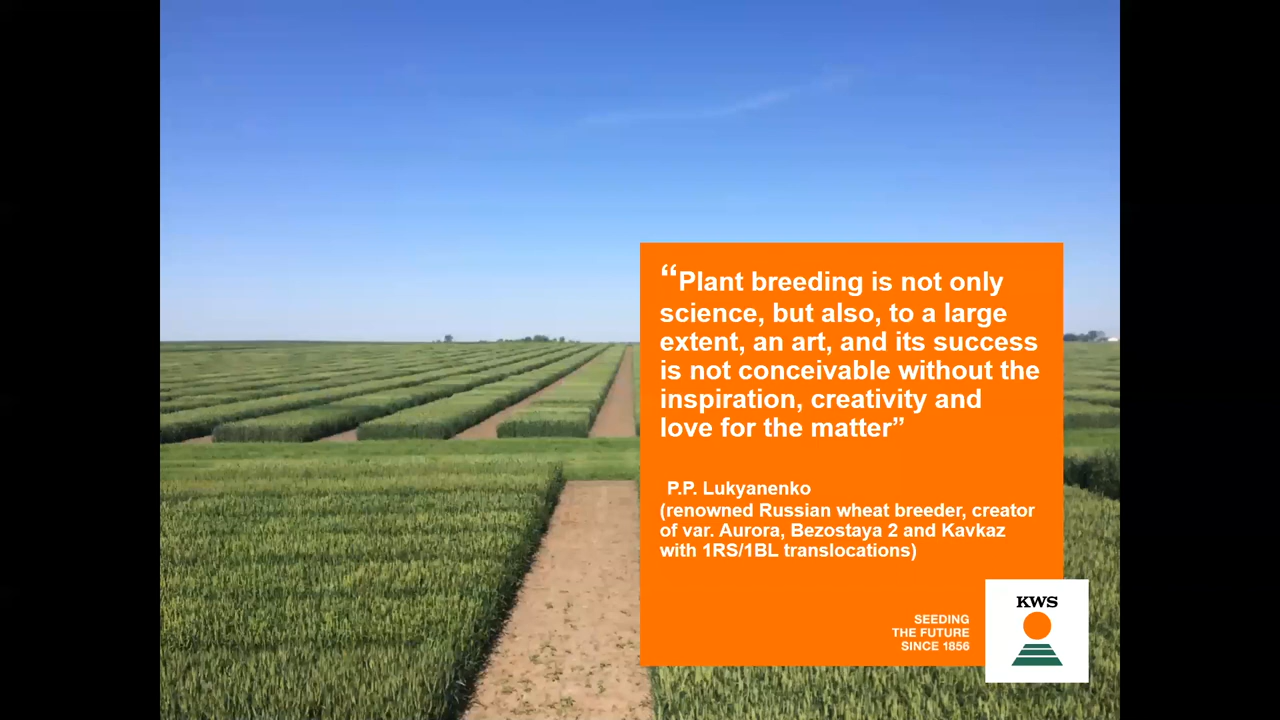 “Plant breeding is not only
science, but also, to a large
extent, an art, and its success
is not conceivable without the
inspiration, creativity and
love for the matter”
P.P. Lukyanenko
(renowned Russian wheat breeder, creator
of var. Aurora, Bezostaya 2 and Kavkaz
with 1RS/1BL translocations)
SEEDING
THE FUTURE
SINCE 1856
KWS